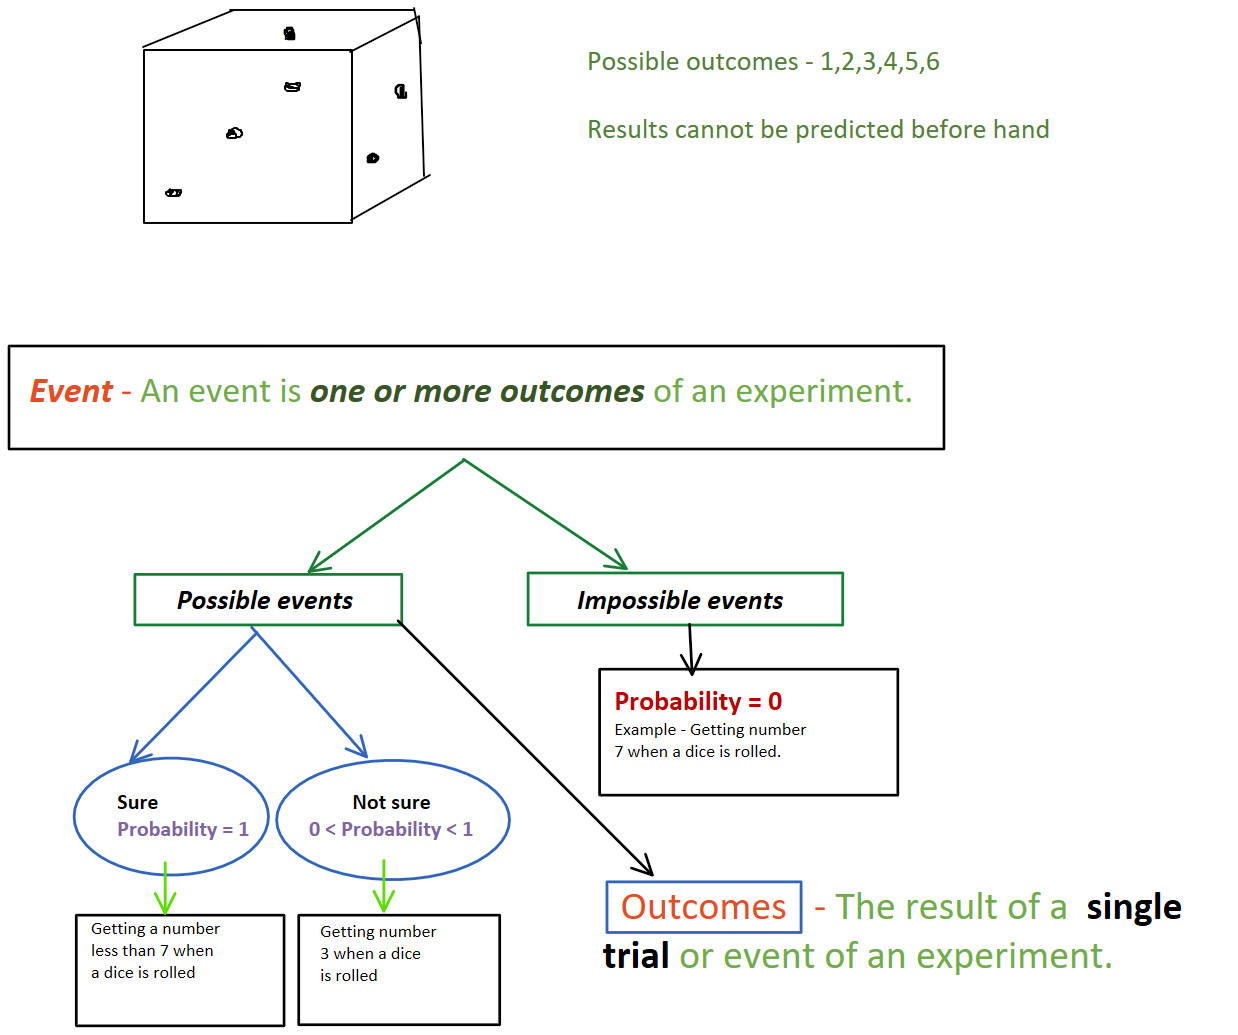 Possible outcomes - 1,2,3,4,5,6
Results cannot be predicted before hand
Event - An event is one or more outcomes of an experiment.
Possible events
Impossible events
Probability = 0
Example - Getting number
7 when a dice is rolled.
Sure
Probability = 1
Not sure
0 < Probability < 1
Getting a number
less than 7 when
a dice is rolled
Getting number
3 when a dice
is rolled
Outcomes - The result of a single
trial or event of an experiment.